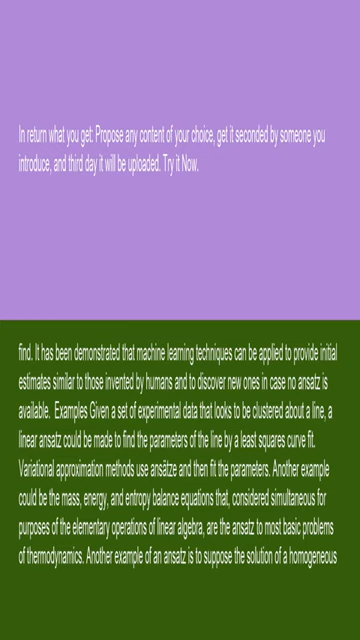 In return what you get: Propose any content of your choice, get it seconded by someone you
introduce, and third day it will be uploaded. Try it Now.
find. It has been demonstrated that machine learning techniques can be applied to provide initial
estimates similar to those invented by humans and to discover new ones in case no ansatz is
available.  Examples Given a set of experimental data that looks to be clustered about a line, a
linear ansatz could be made to find the parameters of the line by a least squares curve fit.
Variational approximation methods use ansätze and then fit the parameters. Another example
could be the mass, energy, and entropy balance equations that, considered simultaneous for
purposes of the elementary operations of linear algebra, are the ansatz to most basic problems
of thermodynamics. Another example of an ansatz is to suppose the solution of a homogeneous